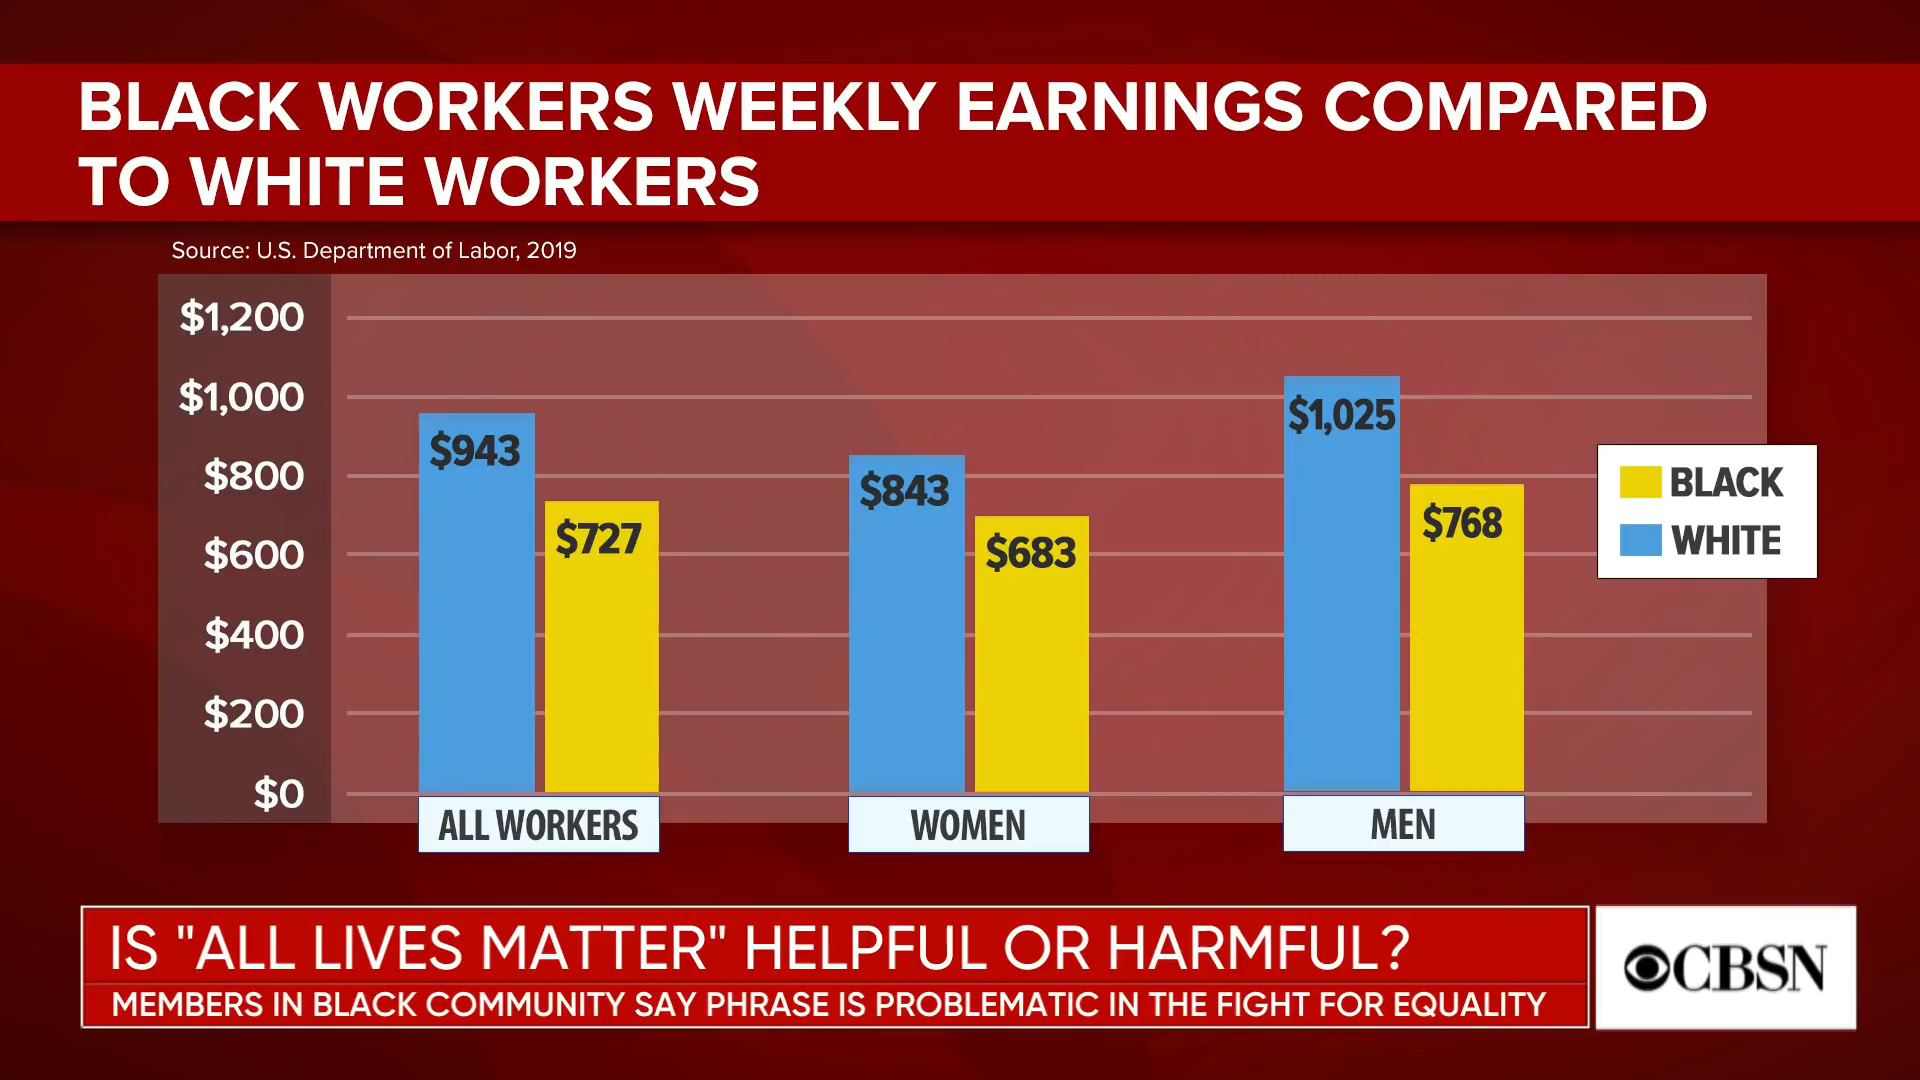 BLACK WORKERS WEEKLY EARNINGS COMPARED
TO WHITE WORKERS
Source: U.S. Department of Labor, 2019
$1,200
$1,000
$800
$600
$400
$200
$0
$943
$727
$843
$683
$1,025
$768
BLACK
WHITE
ALL WORKERS
WOMEN
MEN
IS "ALL LIVES MATTER" HELPFUL OR HARMFUL?
MEMBERS IN BLACK COMMUNITY SAY PHRASE IS PROBLEMATIC IN THE FIGHT FOR EQUALITY
CBSN